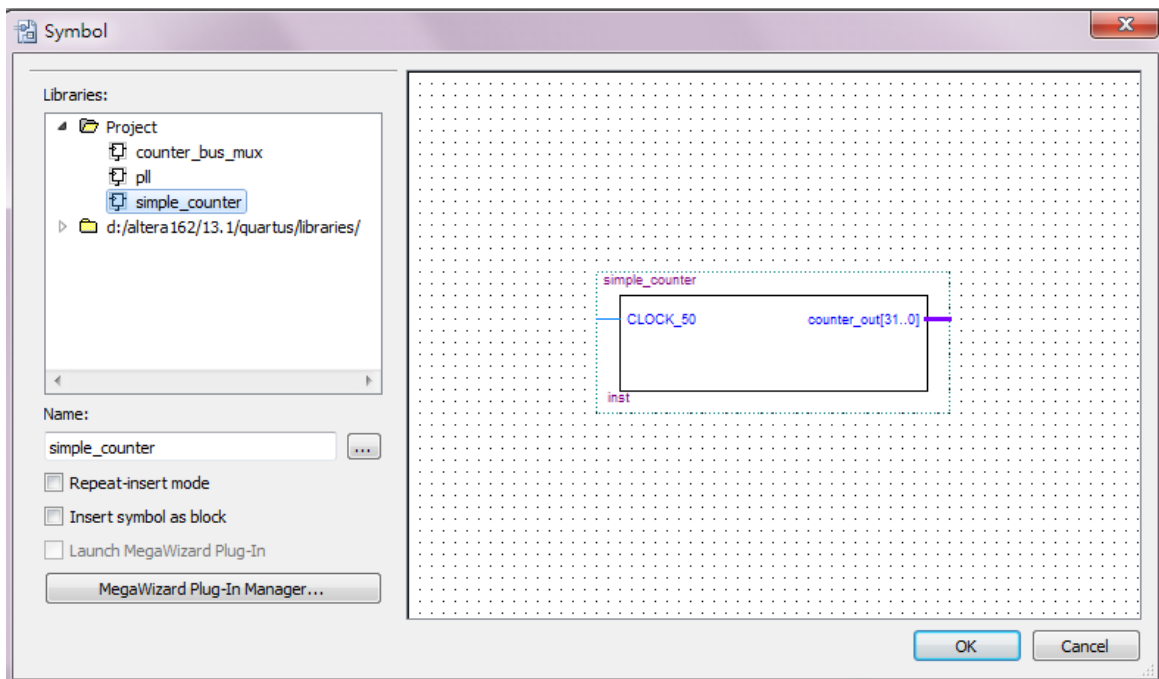 Symbol
Libraries:
Project
counter_bus_mux
pll
simple_counter
d:/altera162/13.1/quartus/libraries/
Name:
simple_counter
...
Repeat-insert mode
Insert symbol as block
Launch MegaWizard Plug-In
MegaWizard Plug-In Manager...
simple_counter
CLOCK_50 counter_out[31..0]
inst
OK Cancel